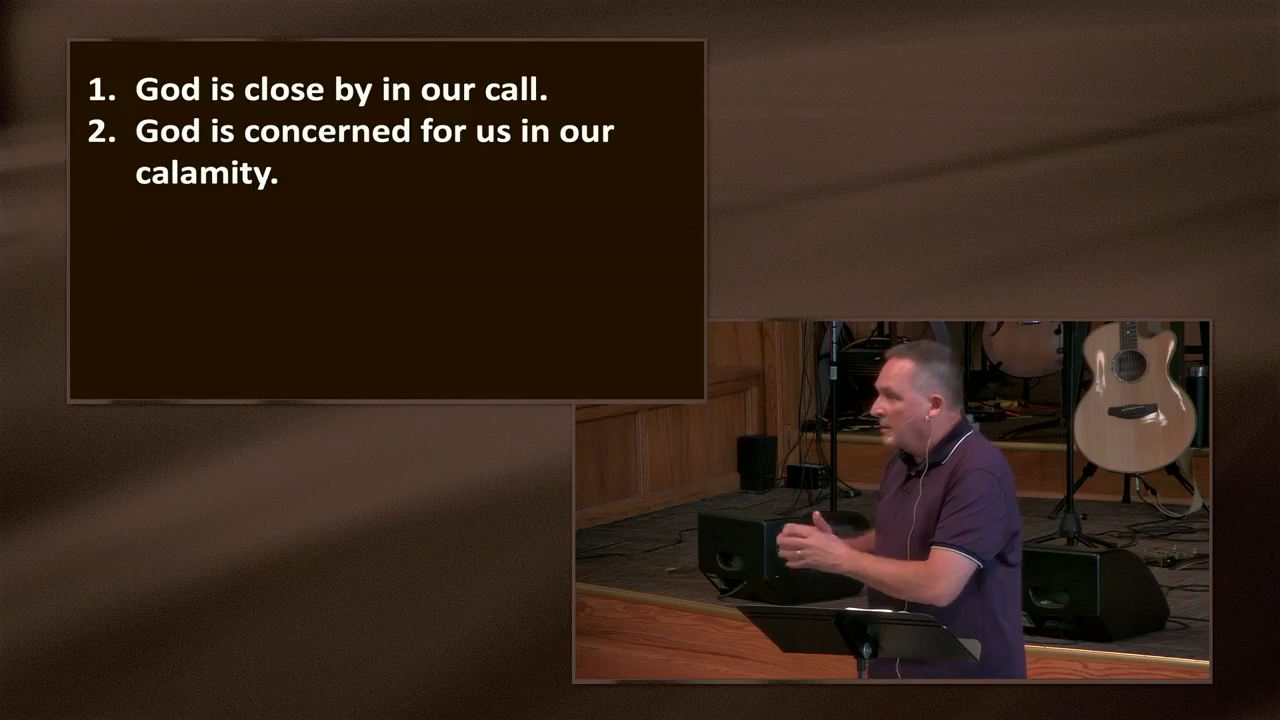 1. God is close by in our call.
2. God is concerned for us in our
calamity.